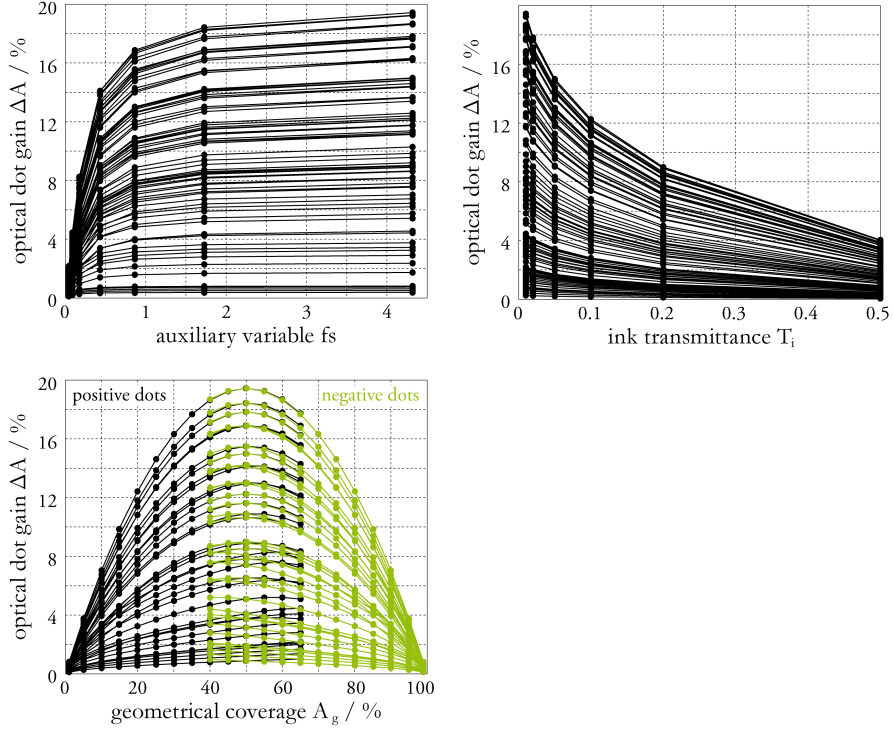 20
16
12
8
4
0
optical dot gain ΔA / %
0 1 2 3 4
auxiliary variable fs
16
12
8
4
0
optical dot gain ΔA / %
0 0.1 0.2 0.3 0.4 0.5
ink transmittance Ti
20
16
12
8
4
0
optical dot gain ΔA / %
positive dots negative dots
0 20 40 60 80 100
geometrical coverage Ag / %